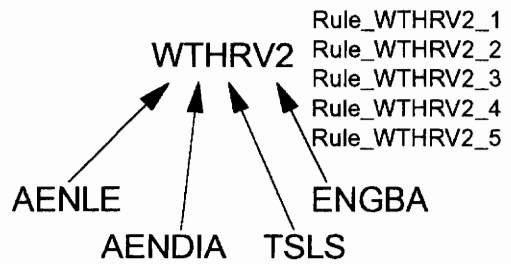 Rule_WTHRV2_1
WTHRV2
Rule_WTHRV2_2
Rule_WTHRV2_3
Rule_WTHRV2_4
Rule_WTHRV2_5
AENLE
ENGBA
AENDIA
TSLS